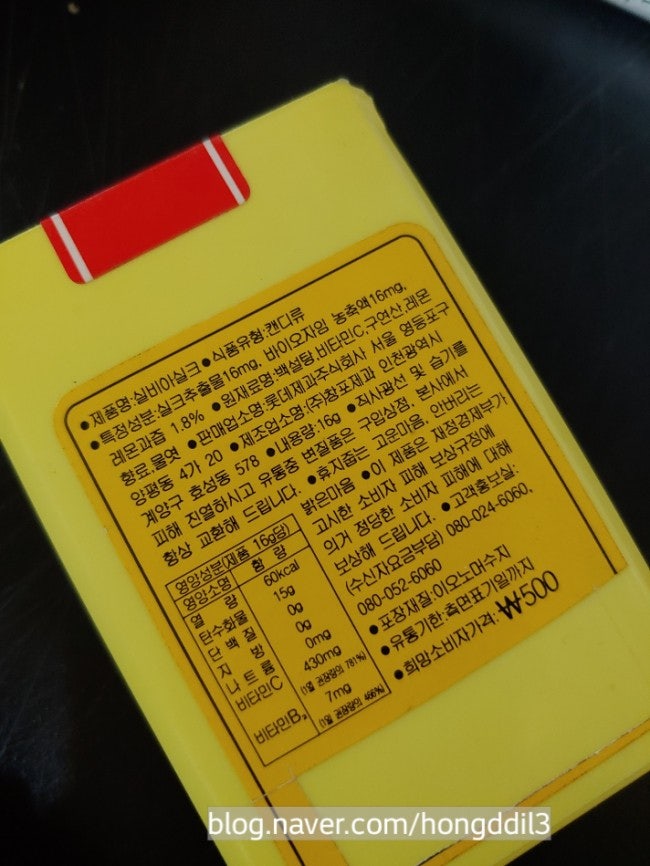 ●제품명:실비아실크 ●식품유형:캔디류
●특정성분:실크추출물16mg, 바이오자임 농축액16mg,
레몬과즙 1.8% ●원재료명:백설탕,비타민C,구연산,레몬
향료,물엿 ●판매업소명:롯데제과주식회사 서울 영등포구
양평동 4가 20 ●제조업소명:(주)청포제과 인천광역시
계양구 효성동 578 ●내용량:16g ●직사광선 및 습기를
피해 진열하시고 유통중 변질품은 구입상점, 본사에서
항상 교환해 드립니다. ●휴지줍는 고운마음, 안버리는
밝은마음 ●이 제품은 재정경제부가
고시한 소비자 피해 보상규정에
의거 정당한 소비자 피해에 대해
보상해 드립니다. ●고객홍보실:
(수신자요금부담) 080-024-6060,
080-052-6060
●포장재질:이오노머수지
●유통기한:측면표기일까지
●희망소비자가격: ₩500
영양성분(제품 16g당)
영양소명 함 량
열 량 60kcal
탄수화물 15g
단 백 질 0g
지 방 0g
나 트 륨 0mg
비타민C 430mg
(1일 권장량의 781%)
비타민B₂ 7mg
(1일 권장량의 466%)
blog.naver.com/hongddil3